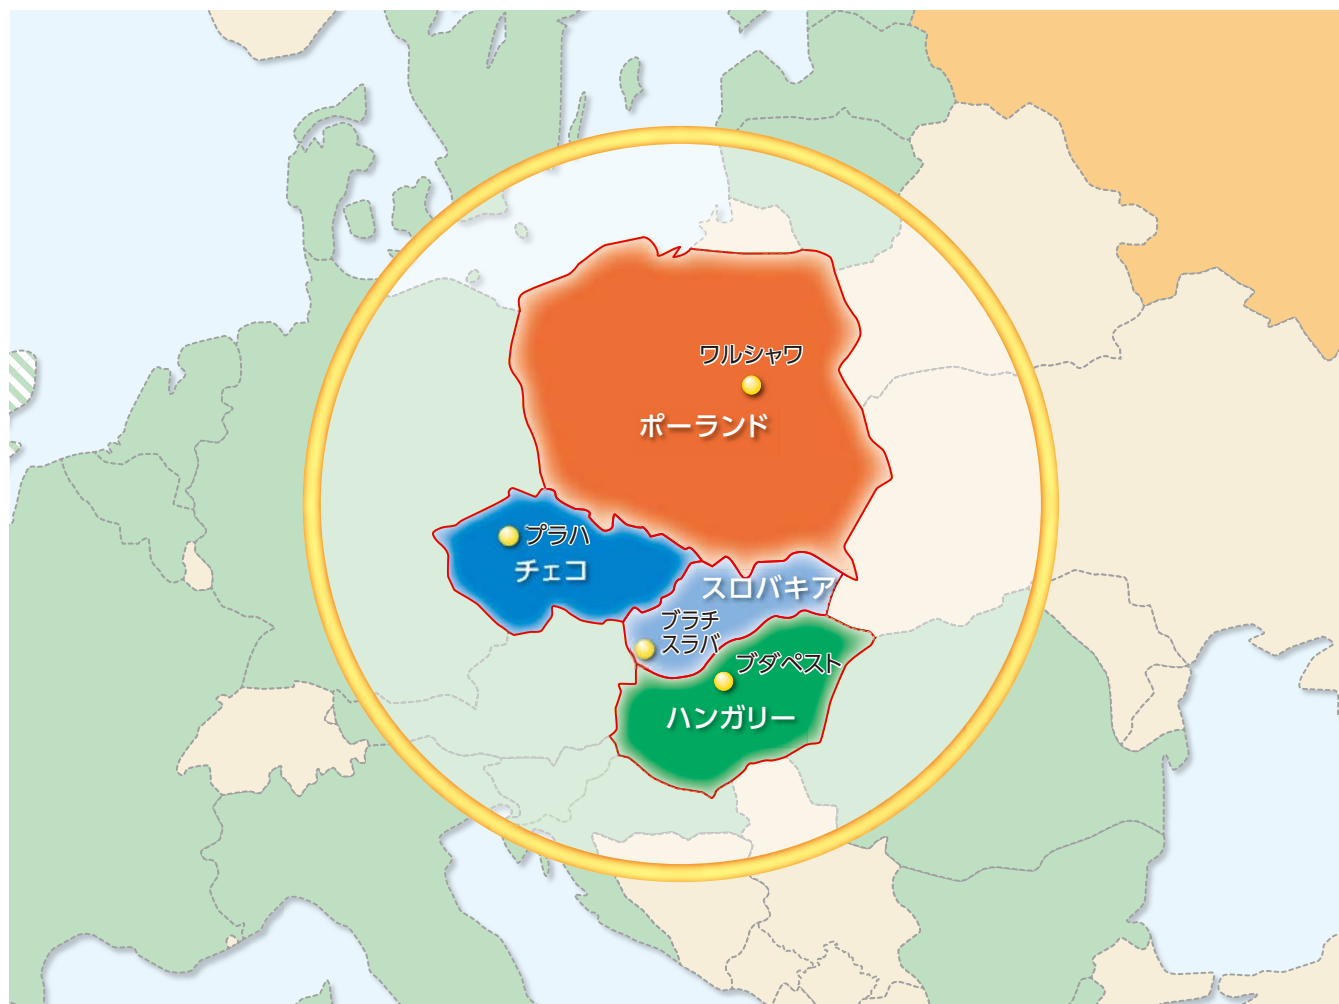 ワルシャワ
ポーランド
プラハ
チェコ
スロバキア
ブラチ
スラバ
ブダペスト
ハンガリー